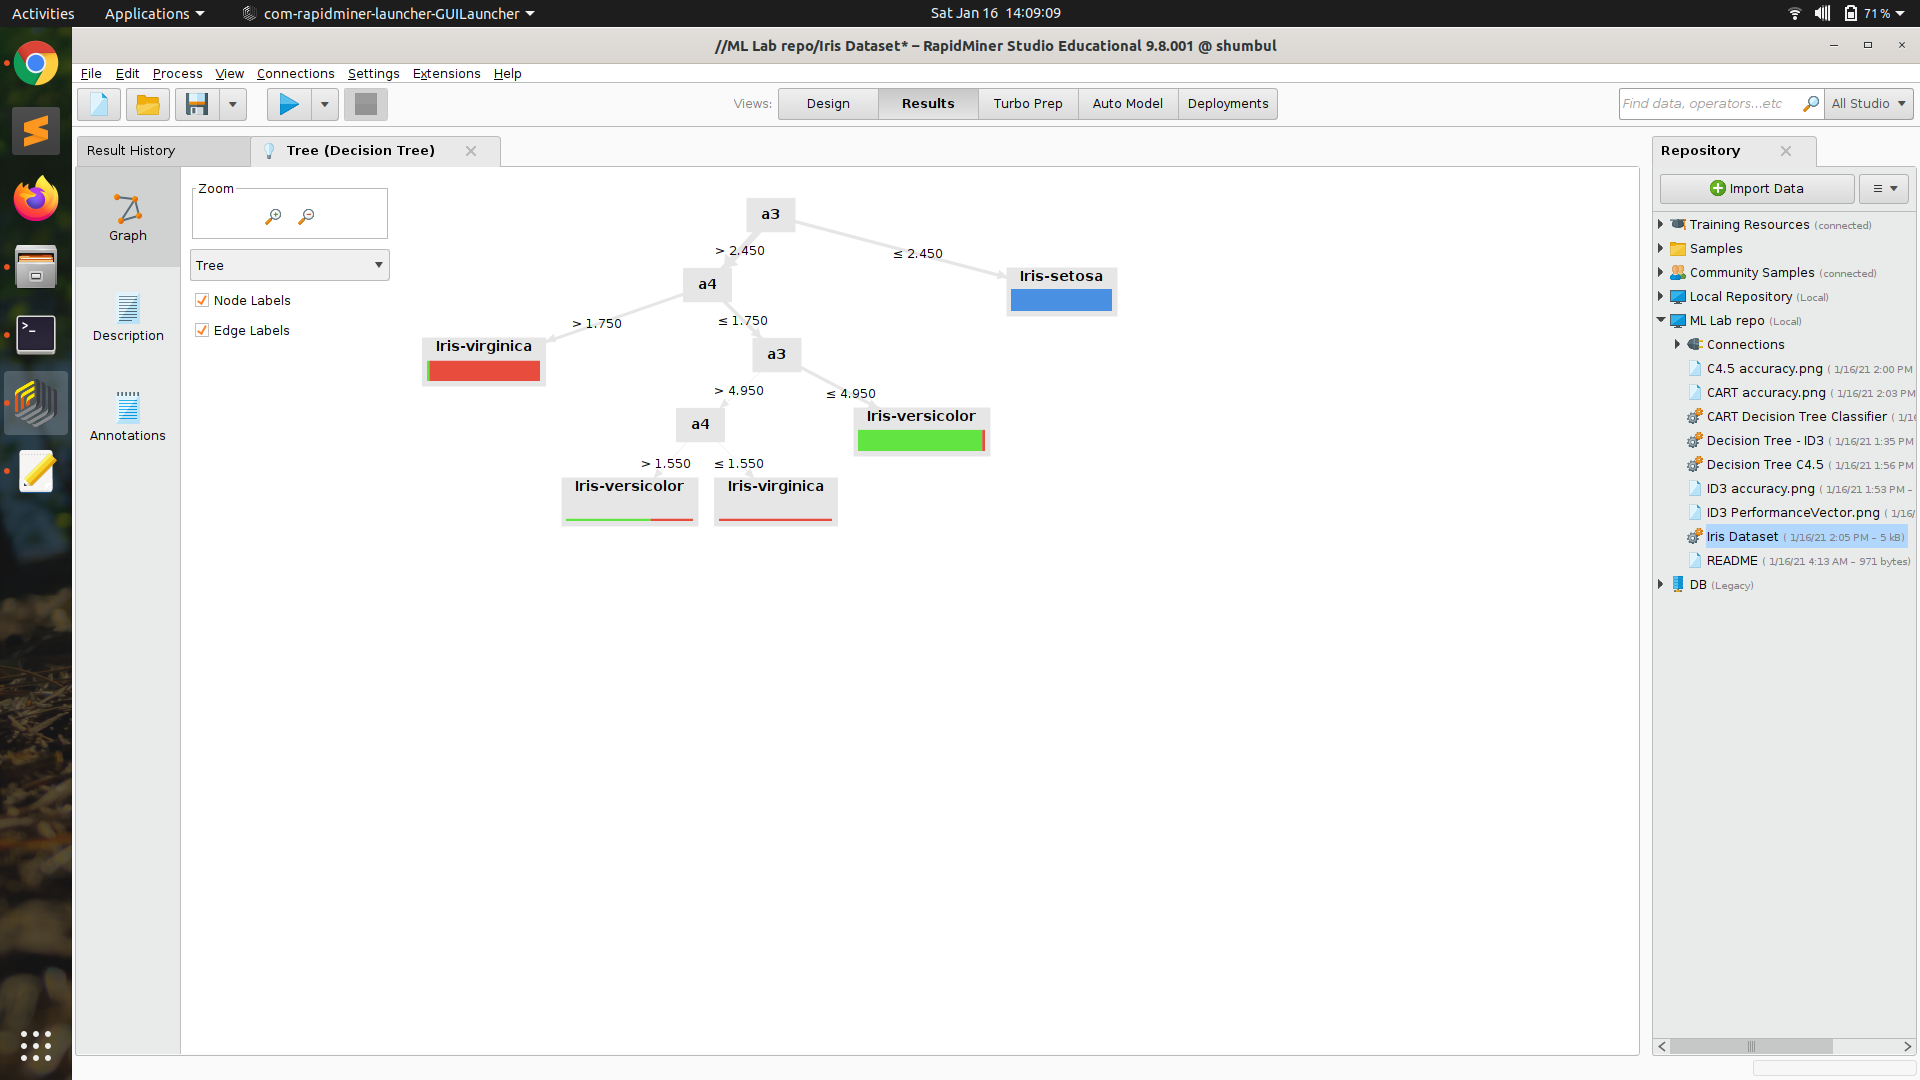 Activities Applications com-rapidminer-launcher-GUILauncher Sat Jan 16 14:09:09 71 %
//ML Lab repo/Iris Dataset* – RapidMiner Studio Educational 9.8.001 @ shumbul
File Edit Process View Connections Settings Extensions Help
Views: Design Results Turbo Prep Auto Model Deployments Find data, operators...etc All Studio
Result History Tree (Decision Tree) Repository
Zoom
Graph
Tree
Node Labels
Edge Labels
Description
Annotations
a3
> 2.450 ≤ 2.450
a4 Iris-setosa
> 1.750 ≤ 1.750
Iris-virginica a3
> 4.950 ≤ 4.950
a4 Iris-versicolor
> 1.550 ≤ 1.550
Iris-versicolor Iris-virginica
Import Data
Training Resources (connected)
Samples
Community Samples (connected)
Local Repository (Local)
ML Lab repo (Local)
Connections
C4.5 accuracy.png ( 1/16/21 2:00 PM
CART accuracy.png ( 1/16/21 2:03 PM
CART Decision Tree Classifier ( 1/16
Decision Tree - ID3 ( 1/16/21 1:35 PM
Decision Tree C4.5 ( 1/16/21 1:56 PM
ID3 accuracy.png ( 1/16/21 1:53 PM –
ID3 PerformanceVector.png ( 1/16/
Iris Dataset ( 1/16/21 2:05 PM – 5 kB)
README ( 1/16/21 4:13 AM – 971 bytes)
DB (Legacy)